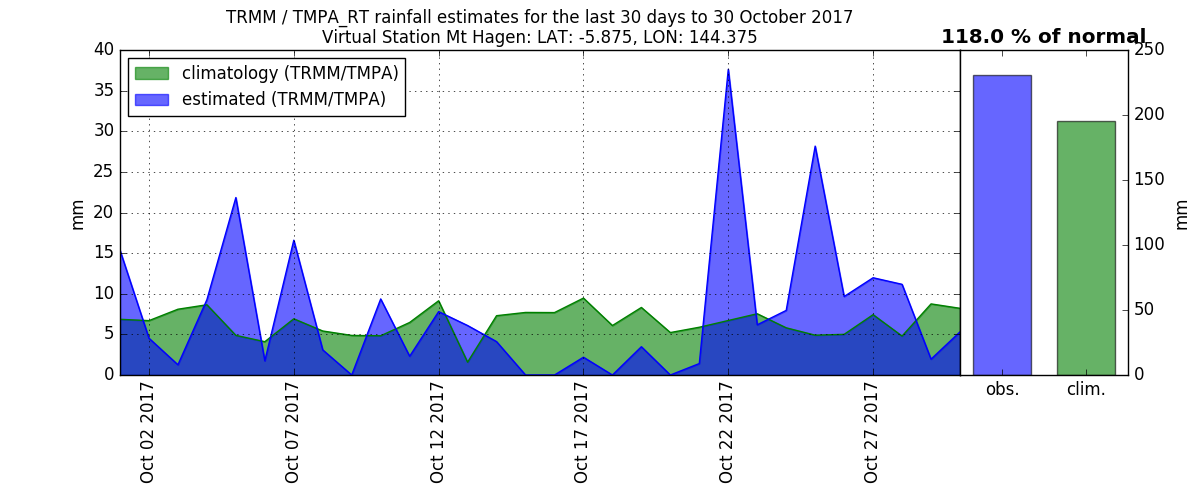 TRMM / TMPA_RT rainfall estimates for the last 30 days to 30 October 2017
Virtual Station Mt Hagen: LAT: -5.875, LON: 144.375
118.0 % of normal
climatology (TRMM/TMPA)
estimated (TRMM/TMPA)
mm
40
35
30
25
20
15
10
5
0
Oct 02 2017
Oct 07 2017
Oct 12 2017
Oct 17 2017
Oct 22 2017
Oct 27 2017
obs.
clim.
250
200
150
100
50
0
mm